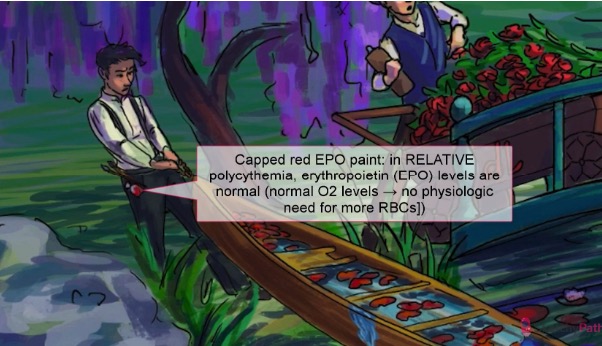 Capped red EPO paint: in RELATIVE
polycythemia, erythropoietin (EPO) levels are
normal (normal O2 levels → no physiologic
need for more RBCs])
Path